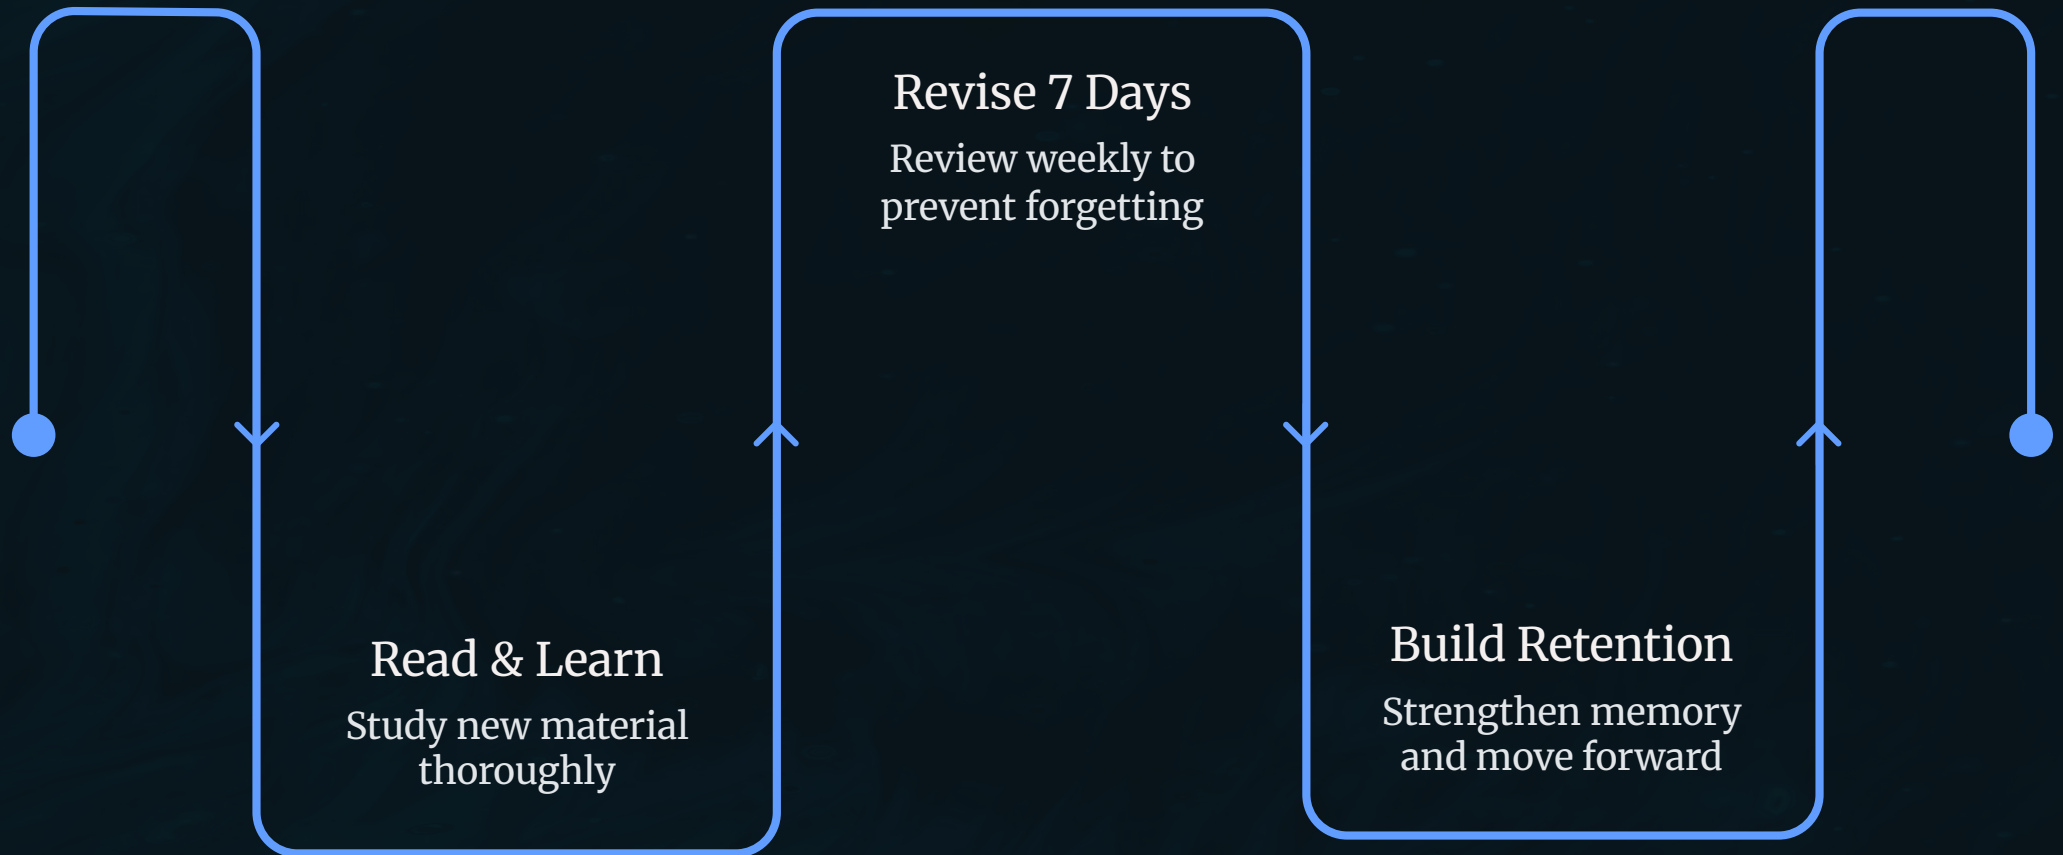 Read & Learn
Study new material
thoroughly
Revise 7 Days
Review weekly to
prevent forgetting
Build Retention
Strengthen memory
and move forward